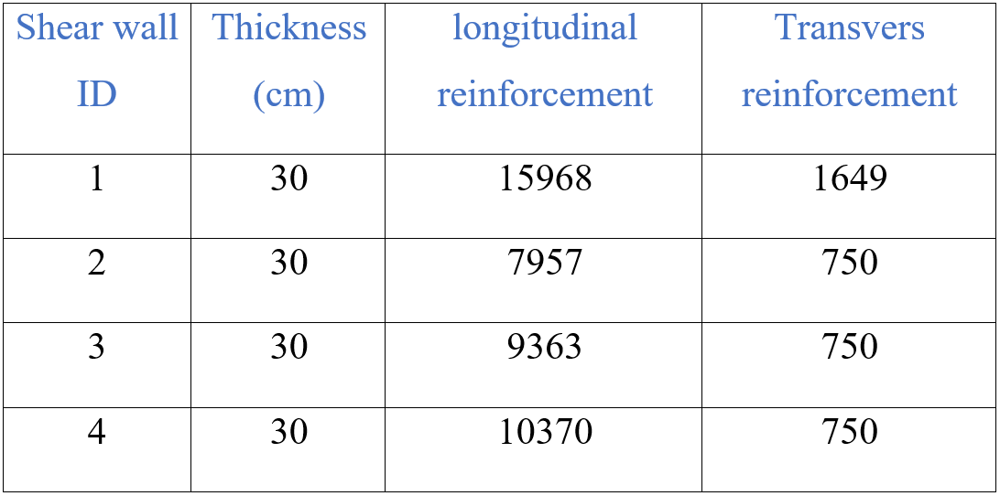 Shear wall ID Thickness (cm) longitudinal reinforcement Transvers reinforcement
1 30 15968 1649
2 30 7957 750
3 30 9363 750
4 30 10370 750